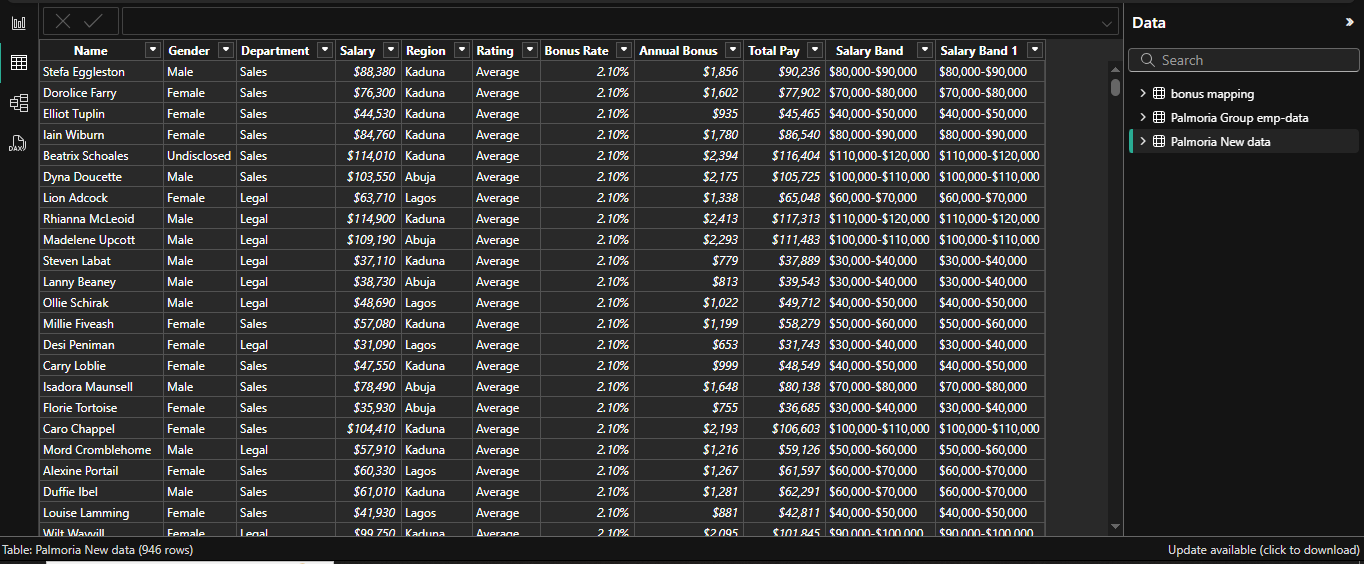 Data
Name Gender Department Salary Region Rating Bonus Rate Annual Bonus Total Pay Salary Band Salary Band 1
Search
Stefa Eggleston Male Sales $88,380 Kaduna Average 2.10% $1,856 $90,236 $80,000-$90,000 $80,000-$90,000
Dorolice Farry Female Sales $76,300 Kaduna Average 2.10% $1,602 $77,902 $70,000-$80,000 $70,000-$80,000
bonus mapping
Elliot Tuplin Female Sales $44,530 Kaduna Average 2.10% $935 $45,465 $40,000-$50,000 $40,000-$50,000
Palmoria Group emp-data
Iain Wiburn Female Sales $84,760 Kaduna Average 2.10% $1,780 $86,540 $80,000-$90,000 $80,000-$90,000
Palmoria New data
Beatrix Schoales Undisclosed Sales $114,010 Kaduna Average 2.10% $2,394 $116,404 $110,000-$120,000 $110,000-$120,000
Dyna Doucette Male Sales $103,550 Abuja Average 2.10% $2,175 $105,725 $100,000-$110,000 $100,000-$110,000
Lion Adcock Female Legal $63,710 Lagos Average 2.10% $1,338 $65,048 $60,000-$70,000 $60,000-$70,000
Rhianna McLeoid Male Legal $114,900 Kaduna Average 2.10% $2,413 $117,313 $110,000-$120,000 $110,000-$120,000
Madelene Upcott Male Legal $109,190 Abuja Average 2.10% $2,293 $111,483 $100,000-$110,000 $100,000-$110,000
Steven Labat Male Legal $37,110 Kaduna Average 2.10% $779 $37,889 $30,000-$40,000 $30,000-$40,000
Lanny Beaney Male Legal $38,730 Abuja Average 2.10% $813 $39,543 $30,000-$40,000 $30,000-$40,000
Ollie Schirak Male Legal $48,690 Lagos Average 2.10% $1,022 $49,712 $40,000-$50,000 $40,000-$50,000
Millie Fiveash Female Sales $57,080 Kaduna Average 2.10% $1,199 $58,279 $50,000-$60,000 $50,000-$60,000
Desi Peniman Female Legal $31,090 Lagos Average 2.10% $653 $31,743 $30,000-$40,000 $30,000-$40,000
Carry Loblie Female Sales $47,550 Kaduna Average 2.10% $999 $48,549 $40,000-$50,000 $40,000-$50,000
Isadora Maunsell Male Sales $78,490 Abuja Average 2.10% $1,648 $80,138 $70,000-$80,000 $70,000-$80,000
Florie Tortoise Female Sales $35,930 Abuja Average 2.10% $755 $36,685 $30,000-$40,000 $30,000-$40,000
Caro Chappel Female Sales $104,410 Kaduna Average 2.10% $2,193 $106,603 $100,000-$110,000 $100,000-$110,000
Mord Cromblehome Male Legal $57,910 Kaduna Average 2.10% $1,216 $59,126 $50,000-$60,000 $50,000-$60,000
Alexine Portail Female Sales $60,330 Lagos Average 2.10% $1,267 $61,597 $60,000-$70,000 $60,000-$70,000
Duffie Ibel Male Sales $61,010 Kaduna Average 2.10% $1,281 $62,291 $60,000-$70,000 $60,000-$70,000
Louise Lamming Female Sales $41,930 Lagos Average 2.10% $881 $42,811 $40,000-$50,000 $40,000-$50,000
Wilt Wayvill Female Legal $99,750 Kaduna Average 2.10% $2,095 $101,845 $90,000-$100,000 $90,000-$100,000
Table: Palmoria New data (946 rows) Update available (click to download)